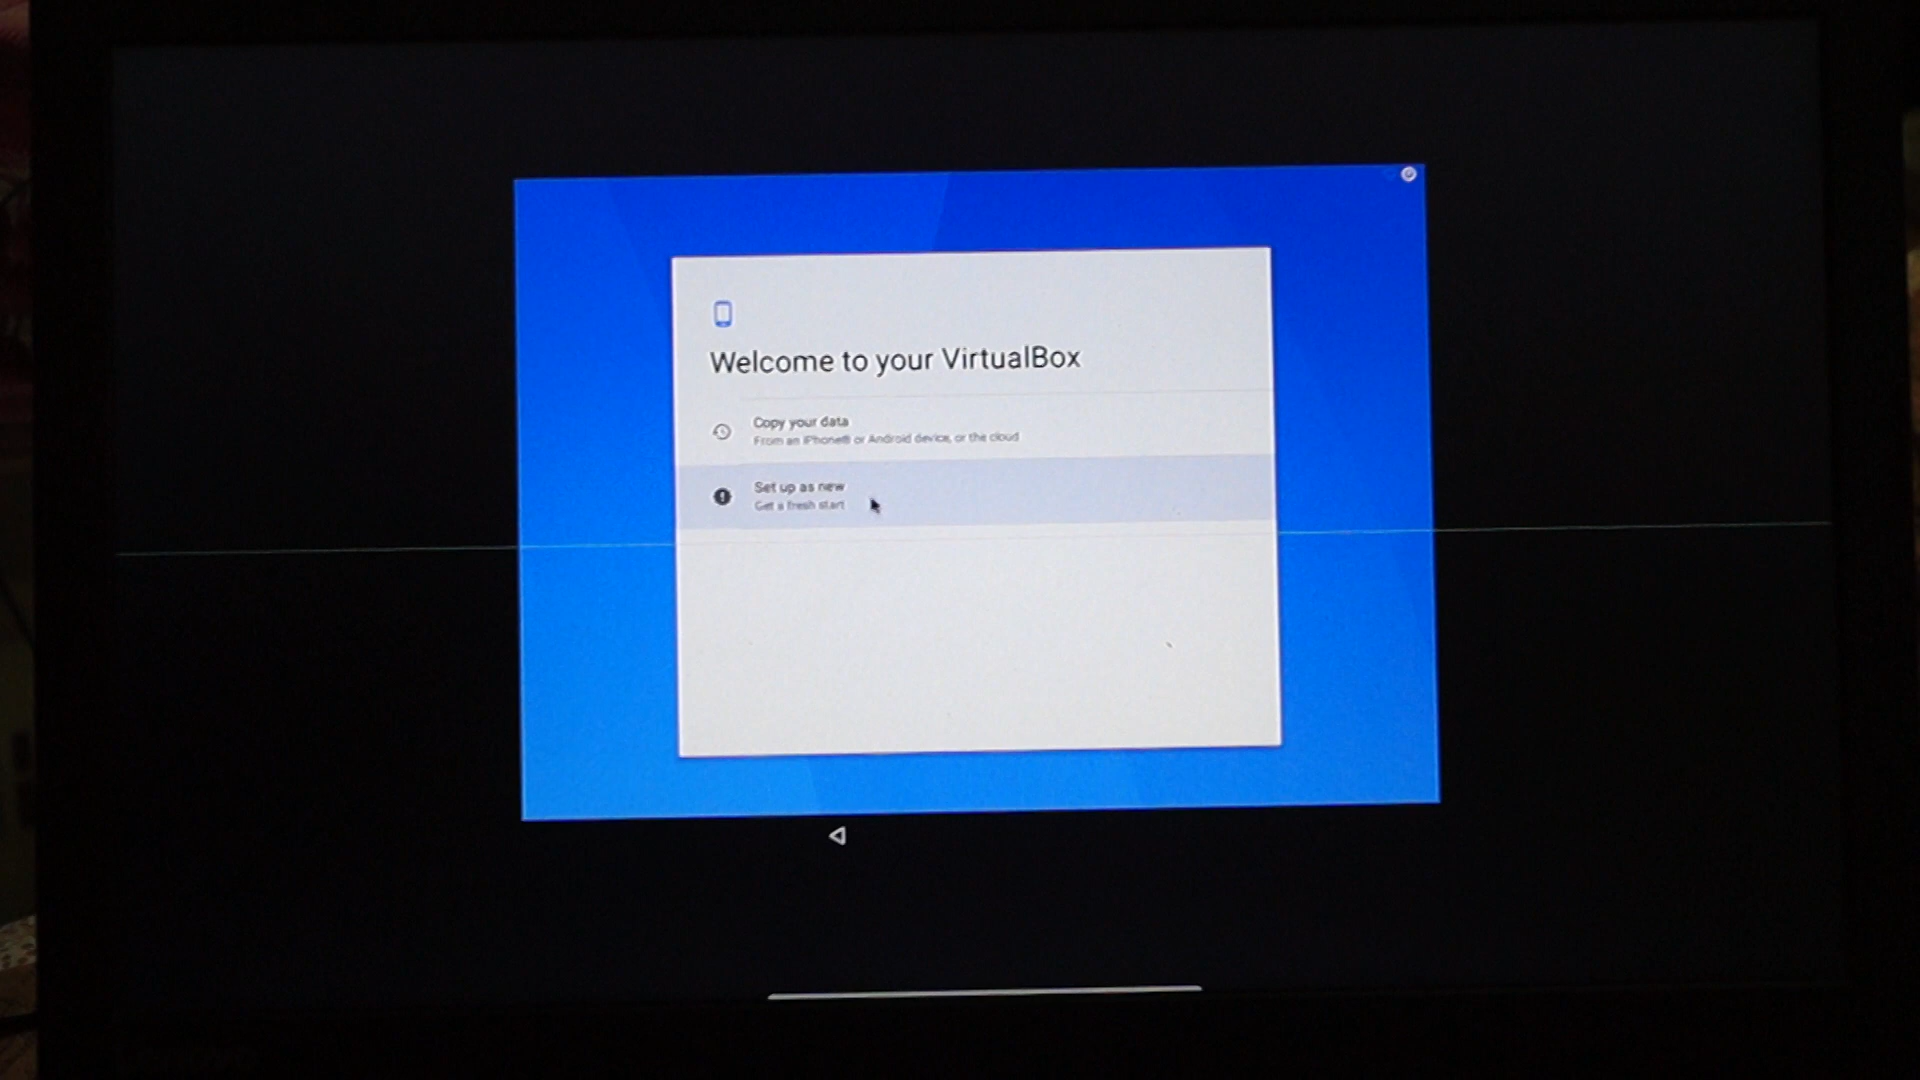 Welcome to your VirtualBox
Copy your data
From an iPhone® or Android device, or the cloud
Set up as new
Get a fresh start